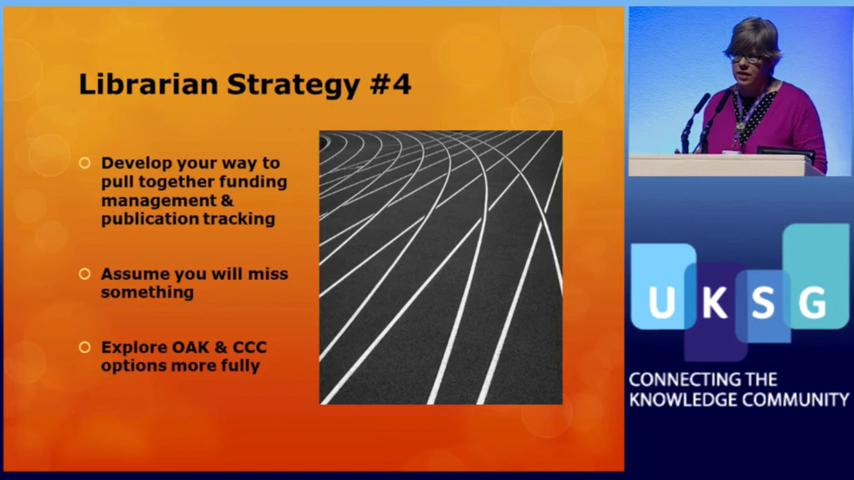 Librarian Strategy #4
Develop your way to
pull together funding
management &
publication tracking
Assume you will miss
something
Explore OAK & CCC
options more fully
UKSG
CONNECTING THE
KNOWLEDGE COMMUNITY